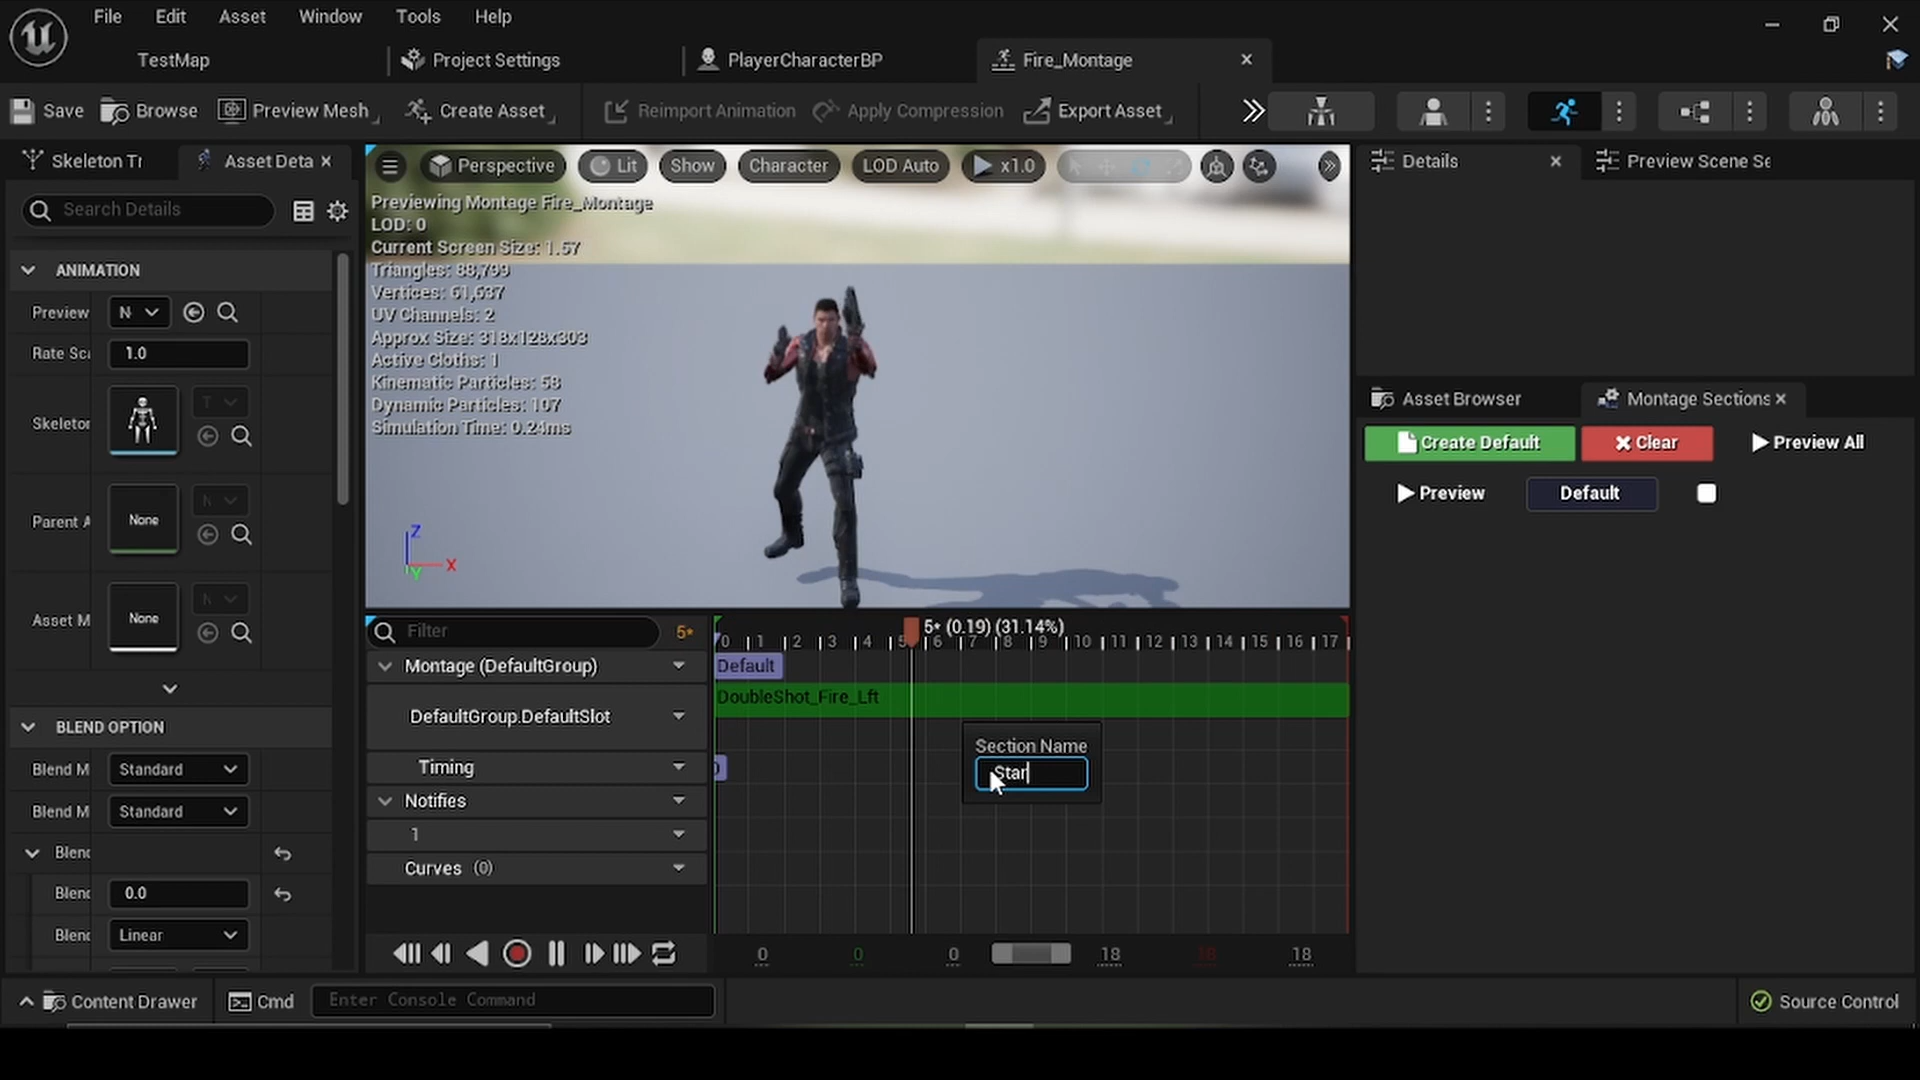 File Edit Asset Window Tools Help
TestMap Project Settings PlayerCharacterBP Fire_Montage
Save Browse Preview Mesh Create Asset Reimport Animation Apply Compression Export Asset
Skeleton Tr Asset Deta
Search Details
ANIMATION
Preview N
Rate Sca 1.0
Skeleton T
Parent A None N
Asset M None N
BLEND OPTION
Blend M Standard
Blend M Standard
Blend
Blend 0.0
Blend Linear
Perspective Lit Show Character LOD Auto x1.0
Previewing Montage Fire_Montage
LOD: 0
Current Screen Size: 1.57
Triangles: 88,799
Vertices: 61,637
UV Channels: 2
Approx Size: 318x128x303
Active Cloths: 1
Kinematic Particles: 58
Dynamic Particles: 107
Simulation Time: 0.24ms
Z
X
Y
Filter 5*
5* (0.19) (31.14%)
0 1 2 3 4 5 6 7 8 9 10 11 12 13 14 15 16 17
Montage (DefaultGroup) Default
DoubleShot_Fire_Lft
DefaultGroup.DefaultSlot
Section Name
Star
Timing
Notifies
1
Curves (0)
0 0 0 18 18 18
Details Preview Scene Se
Asset Browser Montage Sections
Create Default Clear Preview All
Preview Default
Content Drawer Cmd Enter Console Command Source Control